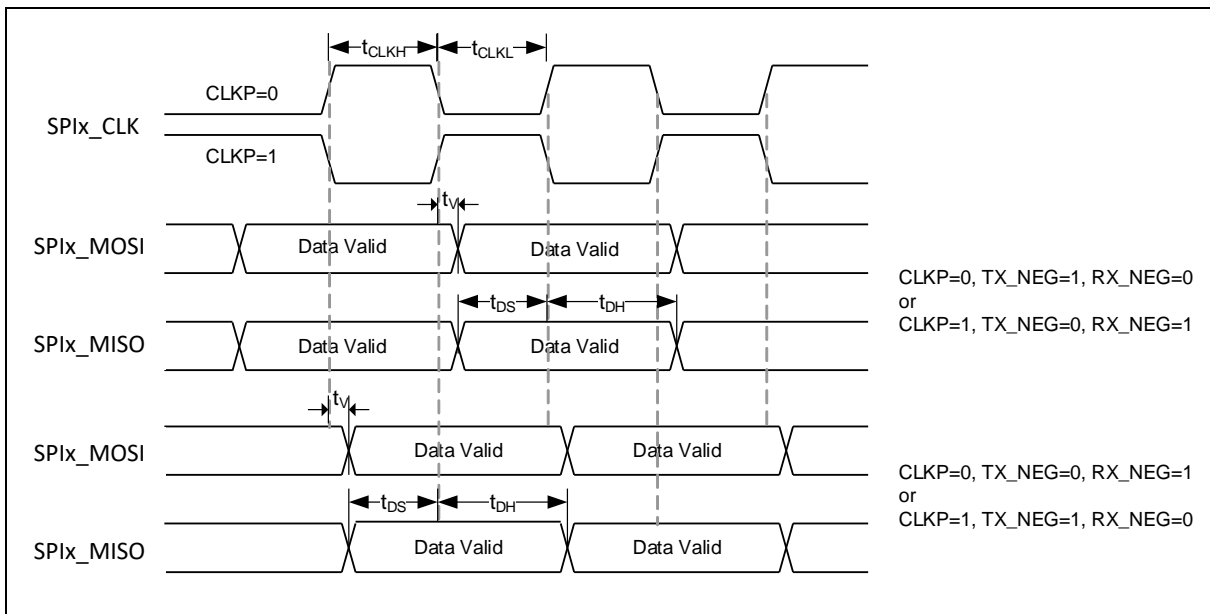 tCLKH
tCLKL
CLKP=0
SPIx_CLK
CLKP=1
tV
SPIx_MOSI
Data Valid
Data Valid
CLKP=0, TX_NEG=1, RX_NEG=0
or
CLKP=1, TX_NEG=0, RX_NEG=1
tDS
tDH
SPIx_MISO
Data Valid
Data Valid
tV
SPIx_MOSI
Data Valid
Data Valid
CLKP=0, TX_NEG=0, RX_NEG=1
or
CLKP=1, TX_NEG=1, RX_NEG=0
tDS
tDH
SPIx_MISO
Data Valid
Data Valid